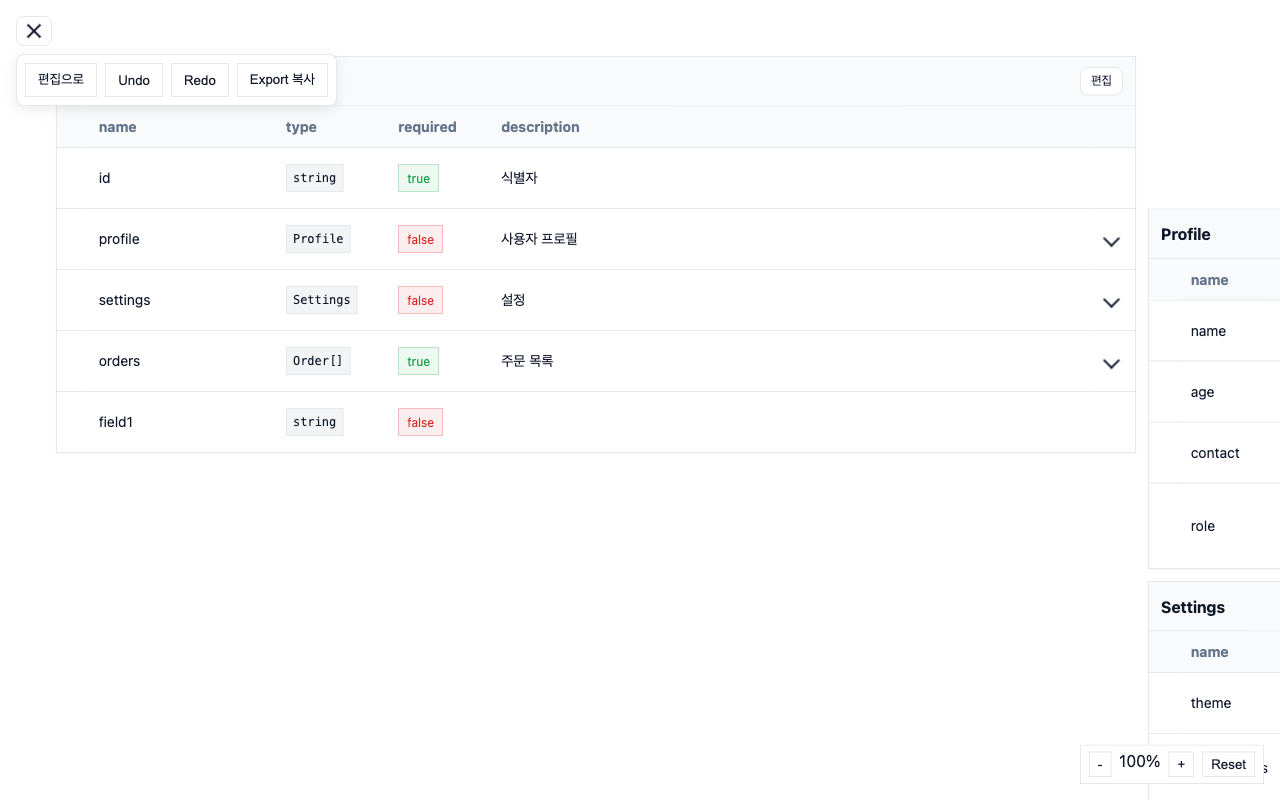 편집으로 Undo Redo Export 복사
편집
name type required description
id string true 식별자
profile Profile false 사용자 프로필
settings Settings false 설정
orders Order[] true 주문 목록
field1 string false
Profile
name
name
age
contact
role
Settings
name
theme
- 100% + Reset
s